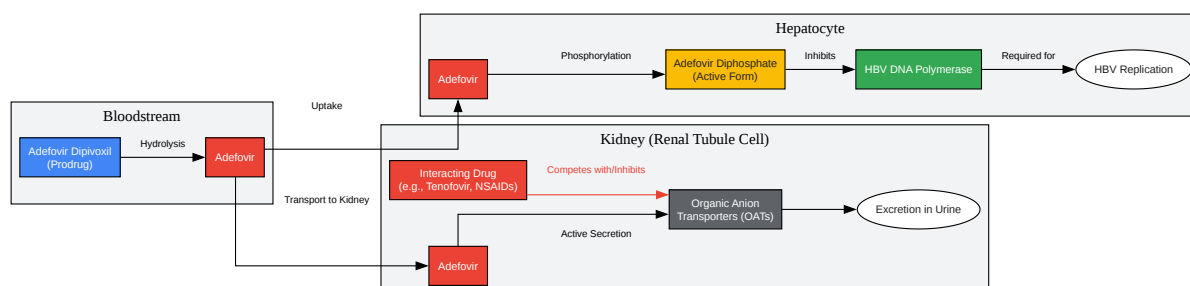 Hepatocyte
Adefovir
Phosphorylation
Adefovir Diphosphate
(Active Form)
Inhibits
HBV DNA Polymerase
Required for
HBV Replication
Uptake
Bloodstream
Adefovir Dipivoxil
(Prodrug)
Hydrolysis
Adefovir
Transport to Kidney
Kidney (Renal Tubule Cell)
Interacting Drug
(e.g., Tenofovir, NSAIDs)
Competes with/Inhibits
Organic Anion
Transporters (OATs)
Excretion in Urine
Active Secretion
Adefovir